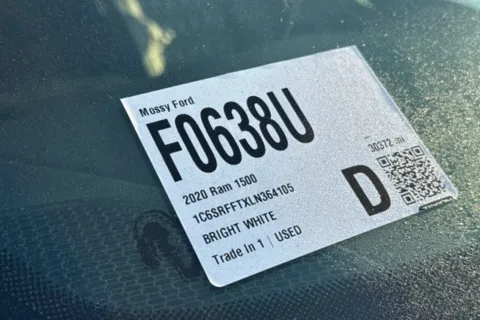 Mossy Ford
F0638U
2020 Ram 1500
30372 mi
1C6SRFFTXLN364105
BRIGHT WHITE
D
Trade In 1 | USED